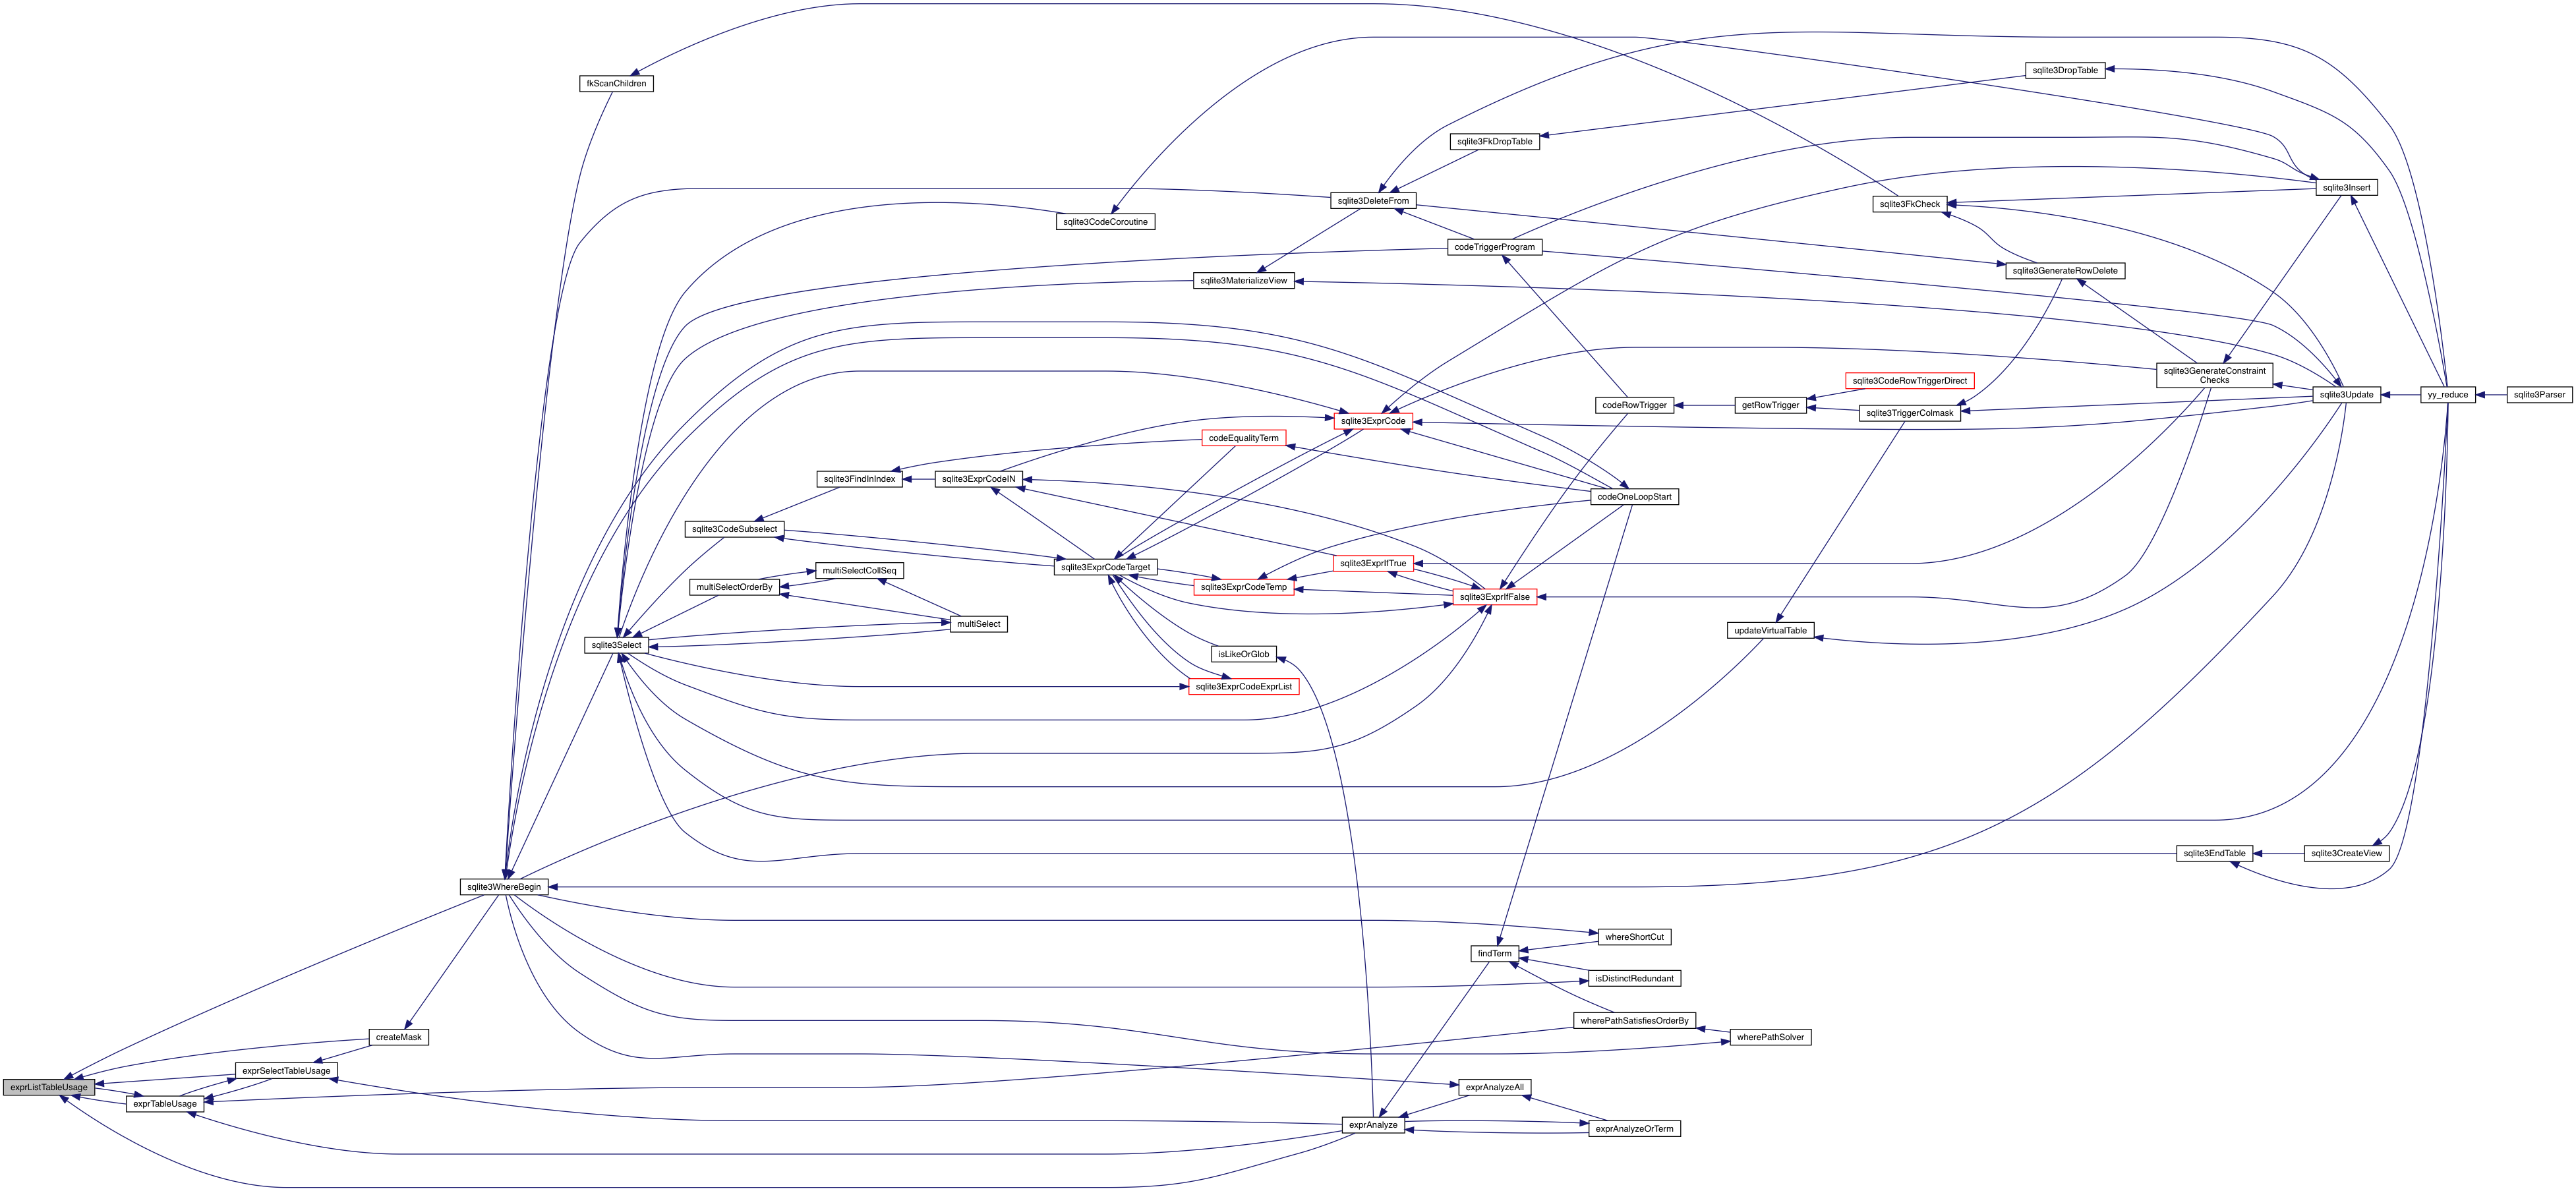 fkScanChildren
sqlite3DropTable
sqlite3FkDropTable
sqlite3Insert
sqlite3DeleteFrom
sqlite3FkCheck
sqlite3CodeCoroutine
codeTriggerProgram
sqlite3GenerateRowDelete
sqlite3MaterializeView
sqlite3GenerateConstraint
Checks
sqlite3CodeRowTriggerDirect
sqlite3Update
yy_reduce
sqlite3Parser
codeRowTrigger
getRowTrigger
sqlite3TriggerColmask
sqlite3ExprCode
codeEqualityTerm
sqlite3FindInIndex
sqlite3ExprCodeIN
codeOneLoopStart
sqlite3CodeSubselect
sqlite3ExprCodeTarget
sqlite3ExprIfTrue
multiSelectCollSeq
multiSelectOrderBy
sqlite3ExprCodeTemp
sqlite3ExprIfFalse
multiSelect
updateVirtualTable
sqlite3Select
isLikeOrGlob
sqlite3ExprCodeExprList
sqlite3EndTable
sqlite3CreateView
sqlite3WhereBegin
whereShortCut
findTerm
isDistinctRedundant
wherePathSatisfiesOrderBy
createMask
wherePathSolver
exprSelectTableUsage
exprListTableUsage
exprAnalyzeAll
exprTableUsage
exprAnalyze
exprAnalyzeOrTerm